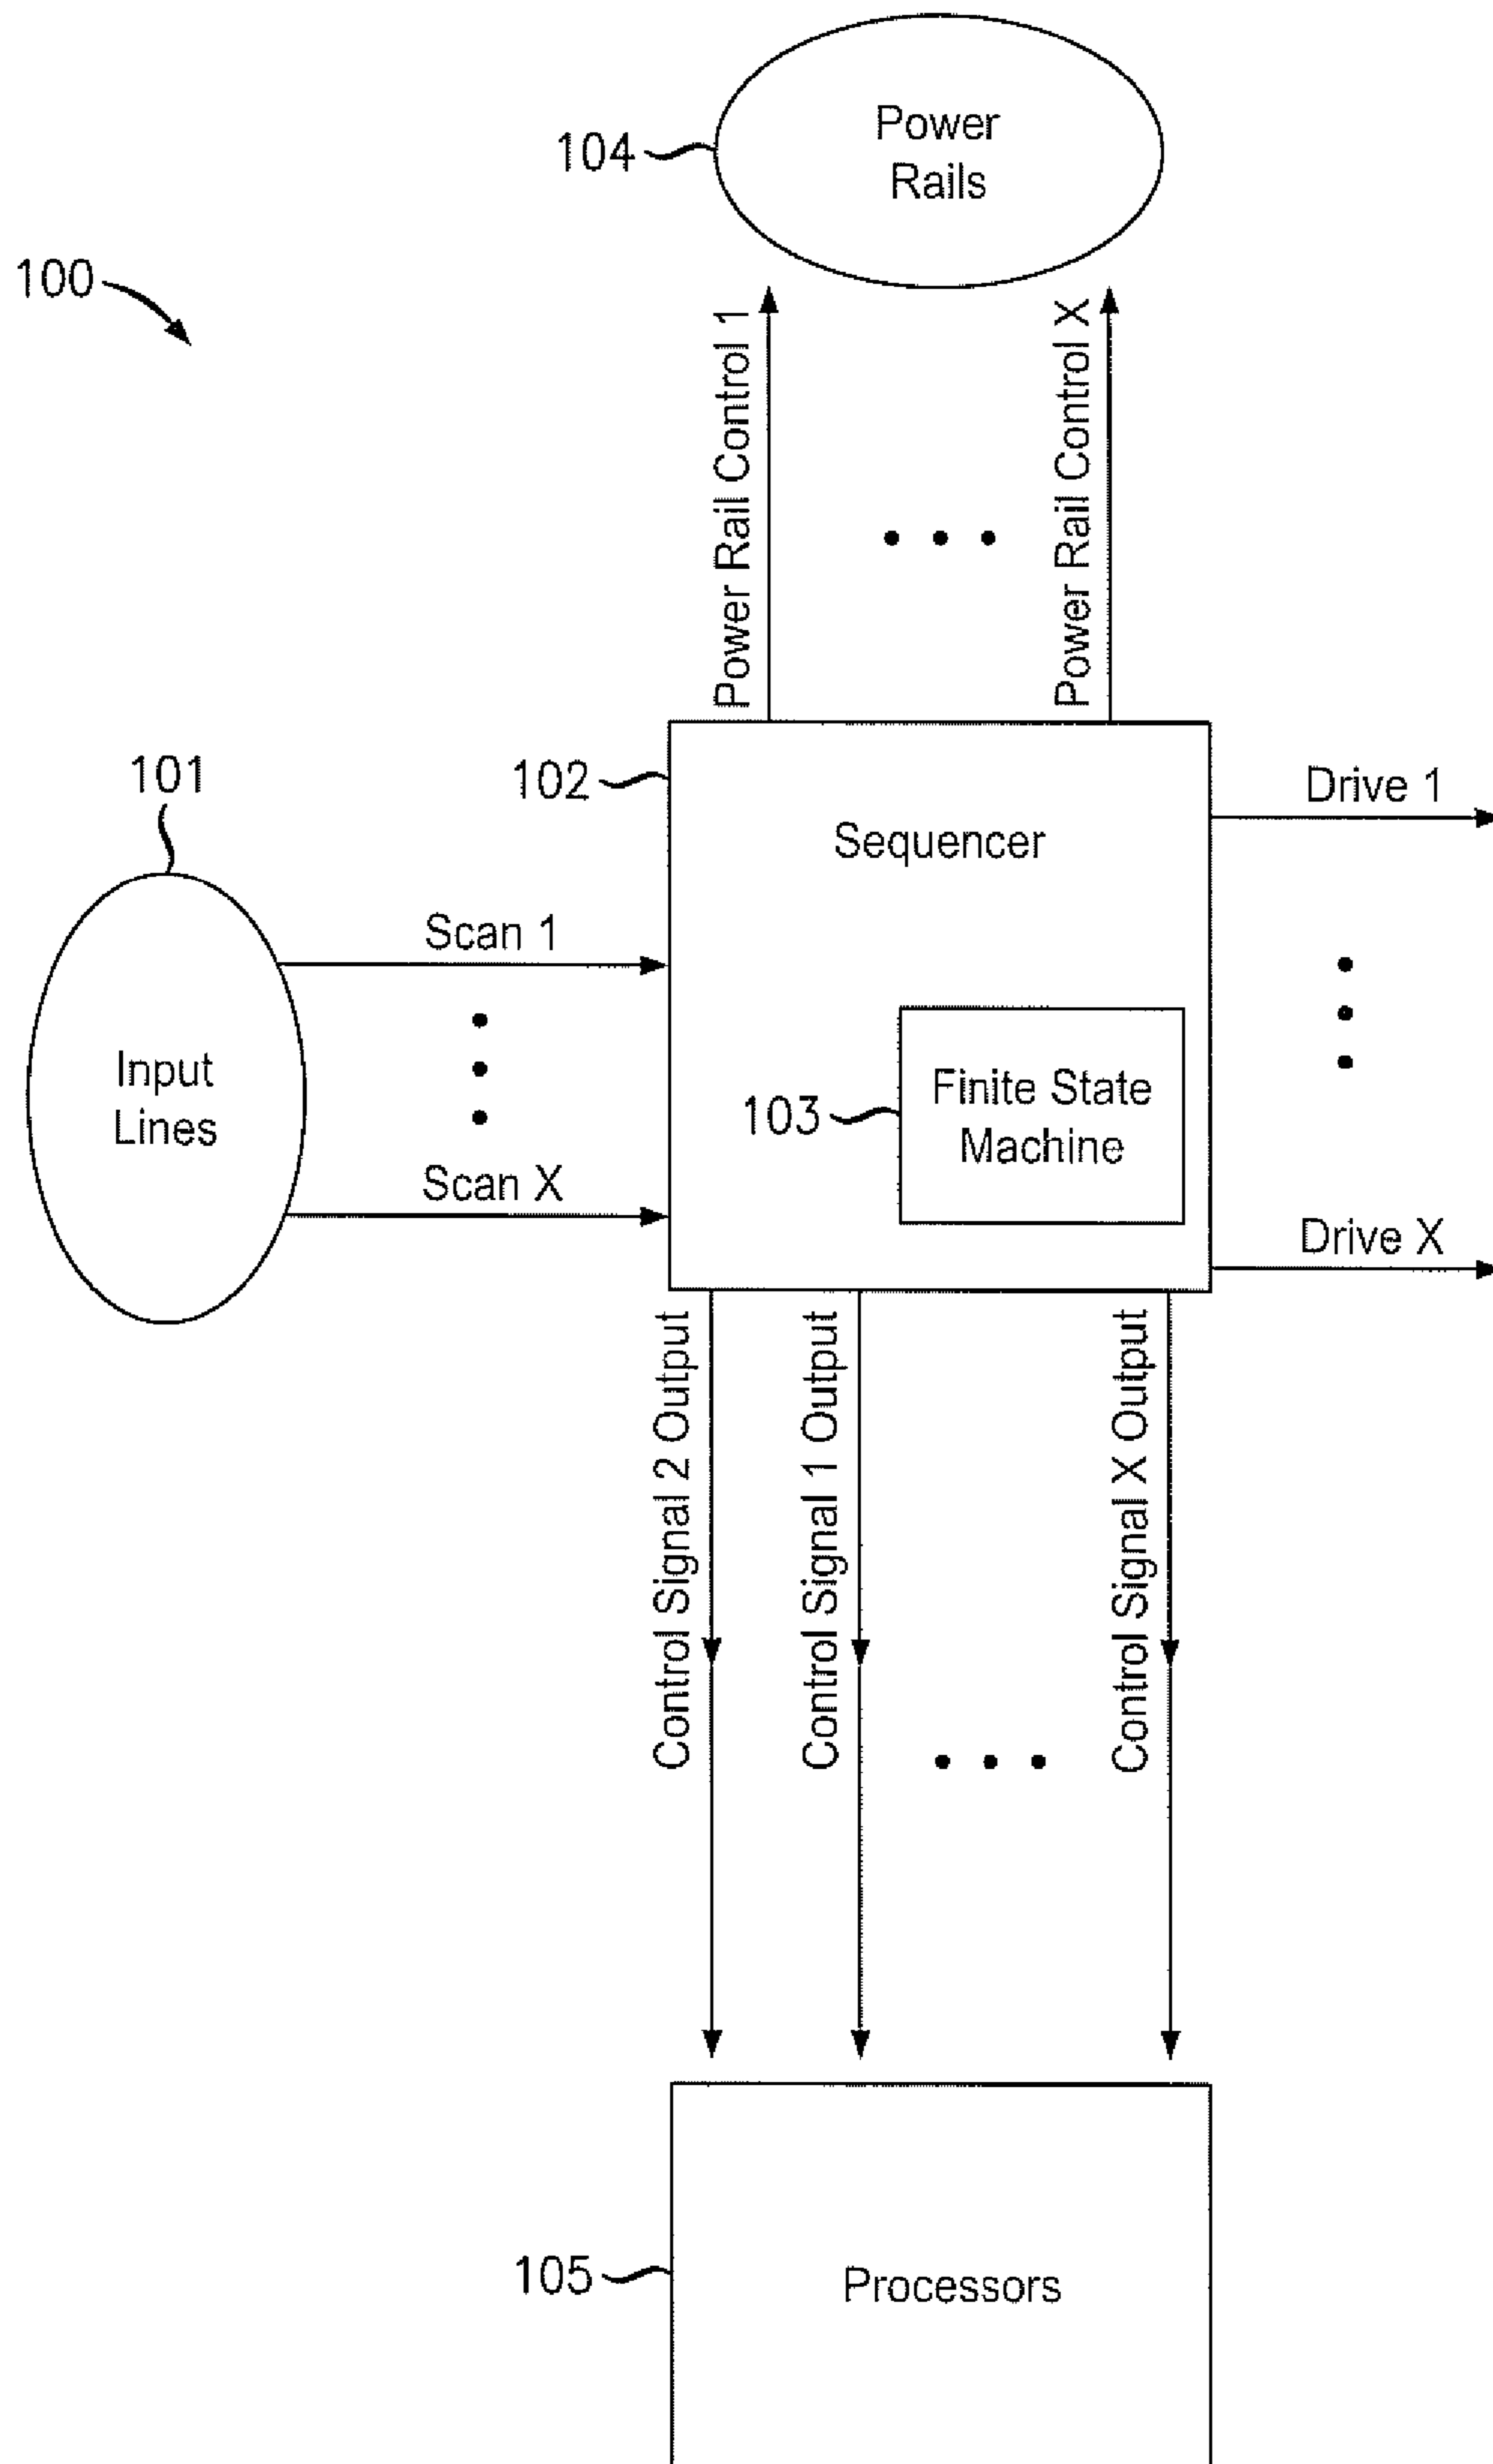 Power
Rails
104
100
Power Rail Control 1
Power Rail Control X
101
102
Sequencer
Drive 1
Scan 1
Input
Lines
103
Finite State
Machine
Scan X
Drive X
Control Signal 2 Output
Control Signal 1 Output
Control Signal X Output
105
Processors